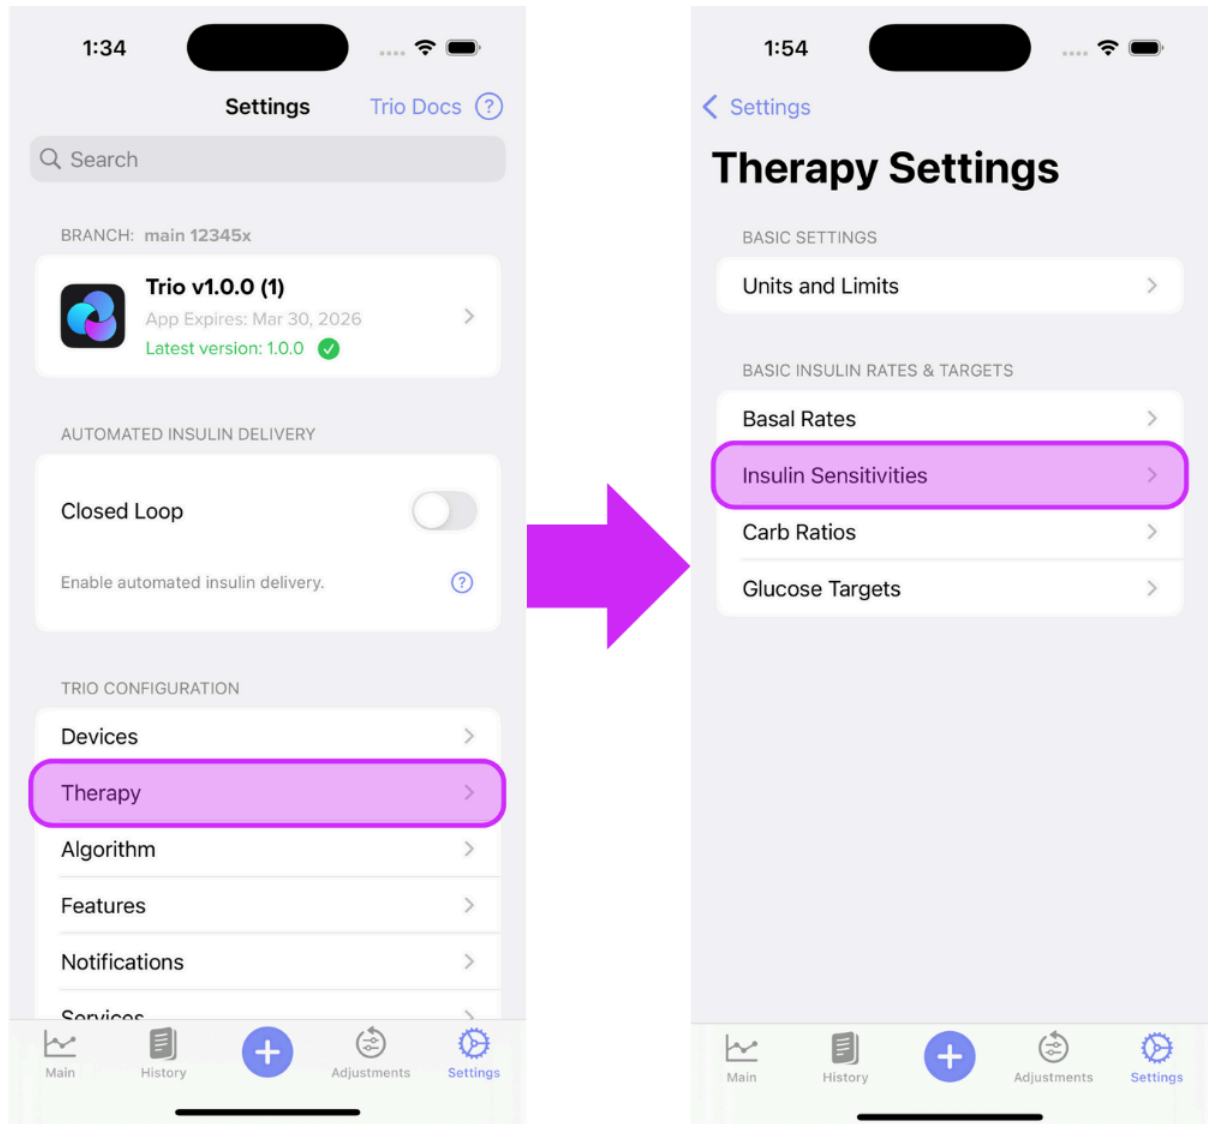 1:34
Settings
Trio Docs
Search
BRANCH: main 12345x
Trio v1.0.0 (1)
App Expires: Mar 30, 2026
Latest version: 1.0.0
AUTOMATED INSULIN DELIVERY
Closed Loop
Enable automated insulin delivery.
TRIO CONFIGURATION
Devices
Therapy
Algorithm
Features
Notifications
Services
Main
History
Adjustments
Settings
1:54
Settings
Therapy Settings
BASIC SETTINGS
Units and Limits
BASIC INSULIN RATES & TARGETS
Basal Rates
Insulin Sensitivities
Carb Ratios
Glucose Targets
Main
History
Adjustments
Settings